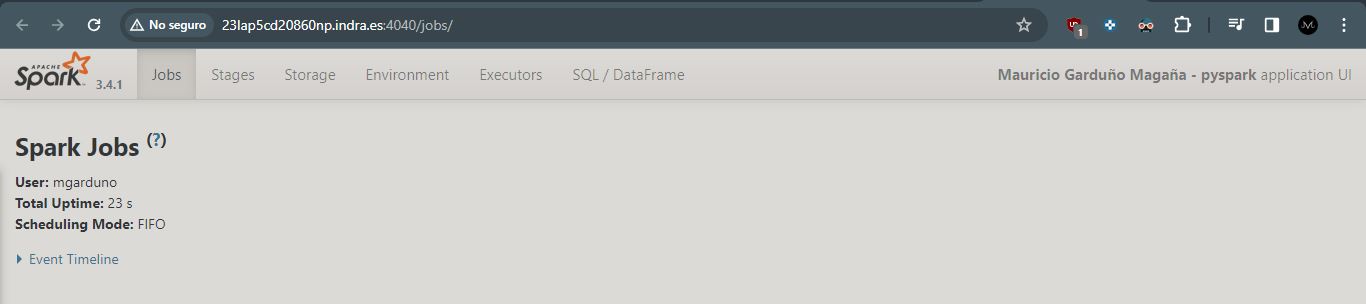 No seguro
23lap5cd20860np.indra.es:4040/jobs/
1
APACHE
Spark
3.4.1
Jobs
Stages
Storage
Environment
Executors
SQL / DataFrame
Mauricio Garduño Magaña - pyspark application UI
Spark Jobs (?)
User: mgarduno
Total Uptime: 23 s
Scheduling Mode: FIFO
Event Timeline